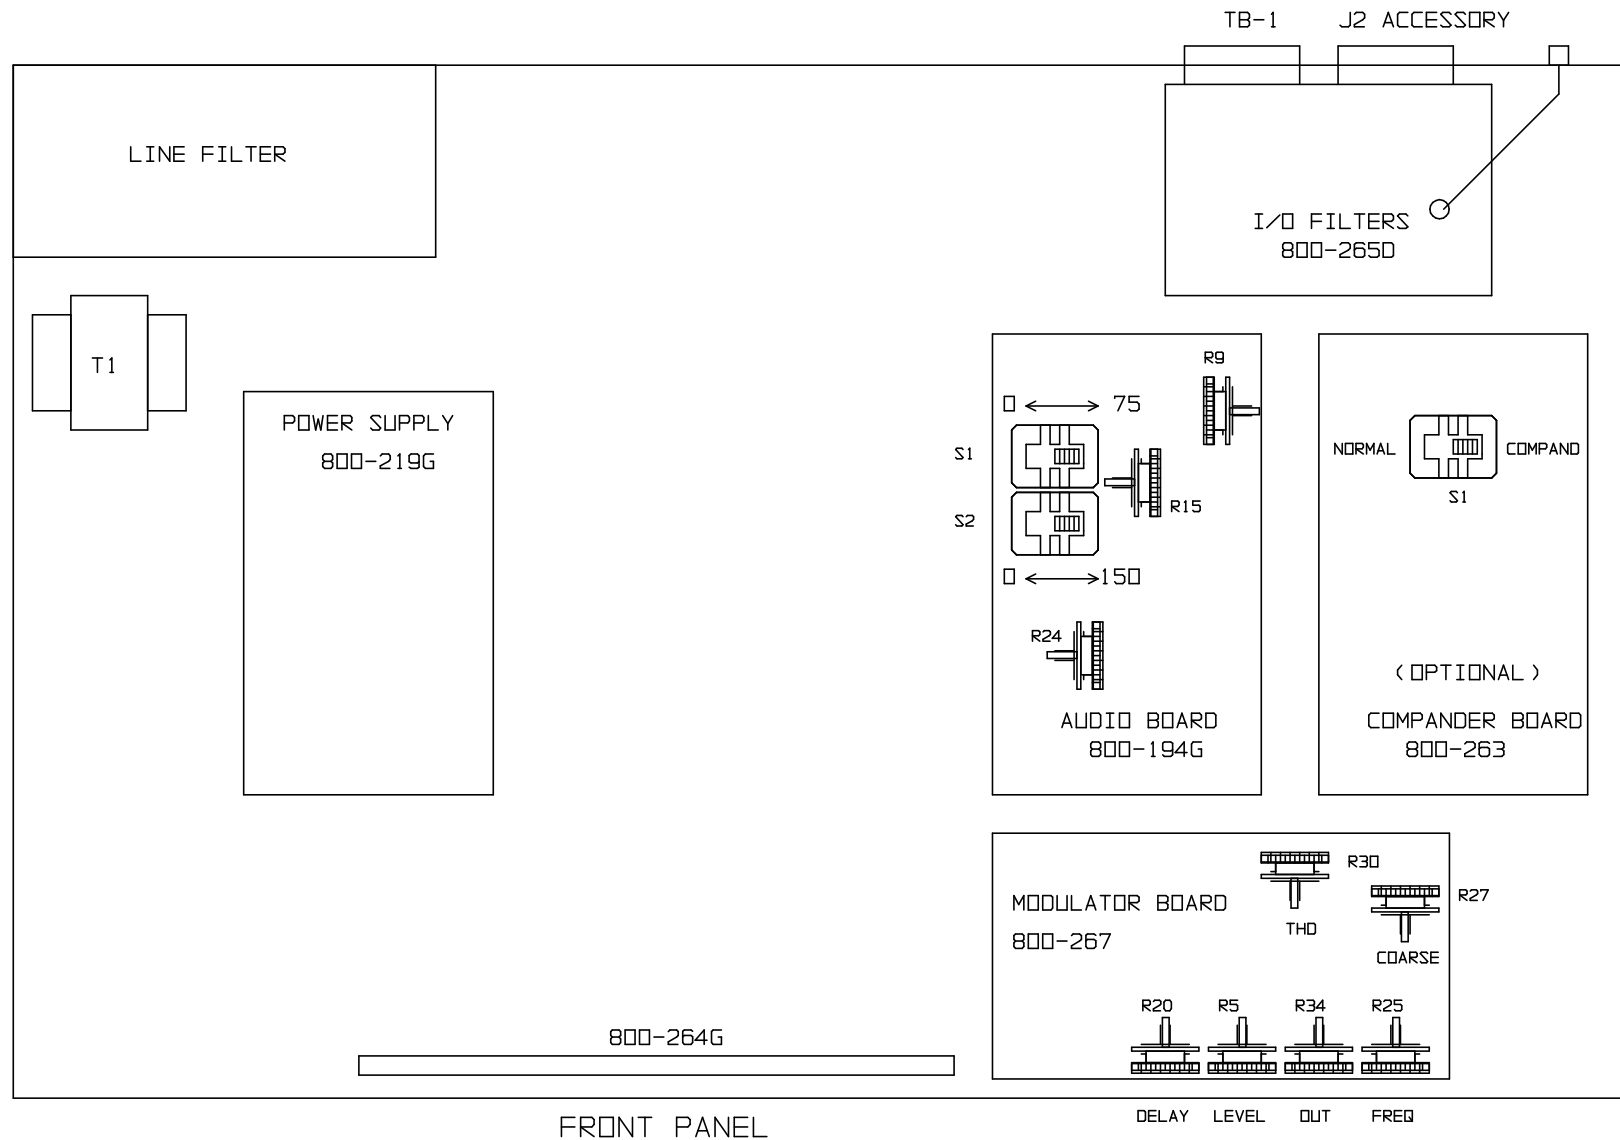 TB-1 J2 ACCESSORY
LINE FILTER
I/O FILTERS
800-265D
T1
POWER SUPPLY
800-219G
R9
0 75
S1
R15
S2
0 150
R24
AUDIO BOARD
800-194G
NORMAL COMPAND
S1
(OPTIONAL)
COMPANDER BOARD
800-263
MODULATOR BOARD
800-267
R30
THD
R27
COARSE
R20 R5 R34 R25
800-264G
DELAY LEVEL OUT FREQ
FRONT PANEL